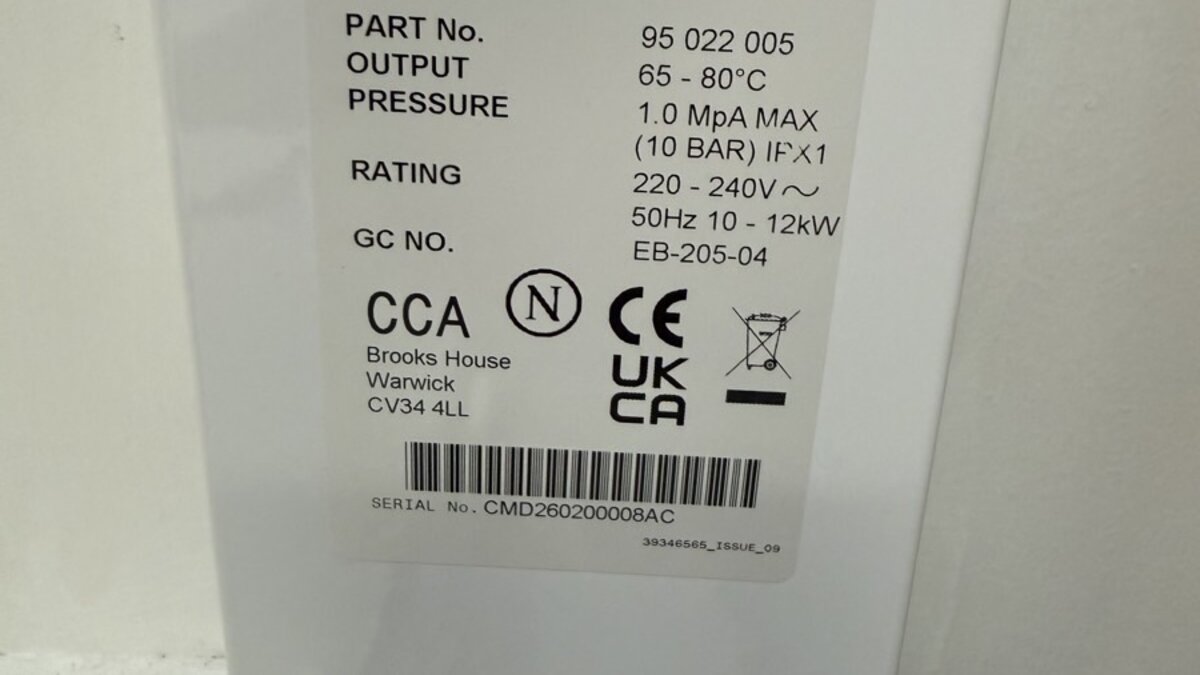 PART No. 95 022 005
OUTPUT 65 - 80°C
PRESSURE 1.0 MpA MAX
(10 BAR) IPX1
RATING 220 - 240V ~
50Hz 10 - 12kW
GC NO. EB-205-04
CCA N CE
UK
CA
Brooks House
Warwick
CV34 4LL
SERIAL No. CMD260200008AC
39346565_ISSUE_09